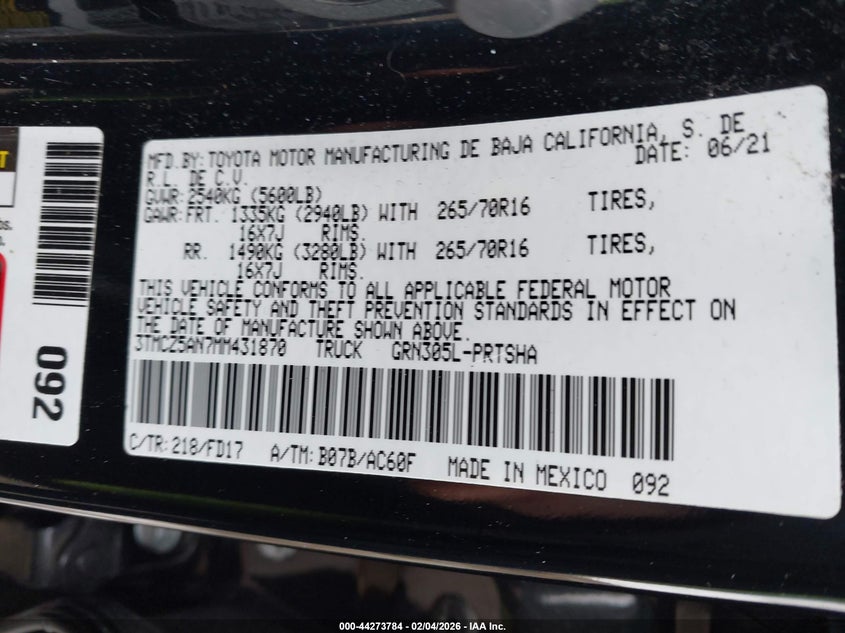 MFD.BY:TOYOTA MOTOR MANUFACTURING DE BAJA CALIFORNIA, S. DE
R.L. DE C.V. DATE: 06/21
GVWR:2540KG (5600LB)
GAWR:FRT. 1335KG (2940LB) WITH 265/70R16 TIRES,
16X7J RIMS.
RR. 1490KG (3280LB) WITH 265/70R16 TIRES,
16X7J RIMS.
THIS VEHICLE CONFORMS TO ALL APPLICABLE FEDERAL MOTOR
VEHICLE SAFETY AND THEFT PREVENTION STANDARDS IN EFFECT ON
THE DATE OF MANUFACTURE SHOWN ABOVE.
3TMCZ5AN7MM431870 TRUCK GRN305L-PRTSHA
C/TR:218/FD17 A/TM:B07B/AC60F MADE IN MEXICO 092
092
000-44273784 - 02/04/2026 - IAA Inc.